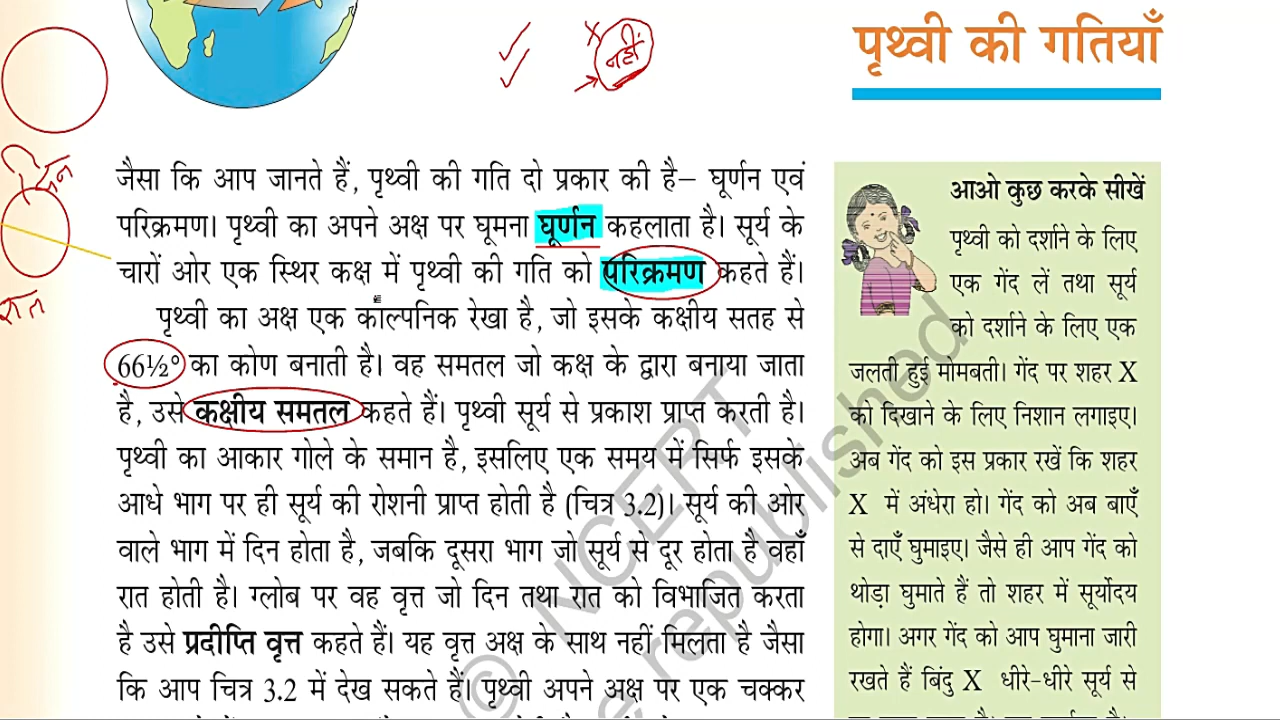 पृथ्वी की गतियाँ
नहीं
दिन
रात
जैसा कि आप जानते हैं, पृथ्वी की गति दो प्रकार की है– घूर्णन एवं
परिक्रमण। पृथ्वी का अपने अक्ष पर घूमना घूर्णन कहलाता है। सूर्य के
चारों ओर एक स्थिर कक्ष में पृथ्वी की गति को परिक्रमण कहते हैं।
पृथ्वी का अक्ष एक काल्पनिक रेखा है, जो इसके कक्षीय सतह से
66½° का कोण बनाती है। वह समतल जो कक्ष के द्वारा बनाया जाता
है, उसे कक्षीय समतल कहते हैं। पृथ्वी सूर्य से प्रकाश प्राप्त करती है।
पृथ्वी का आकार गोले के समान है, इसलिए एक समय में सिर्फ इसके
आधे भाग पर ही सूर्य की रोशनी प्राप्त होती है (चित्र 3.2)। सूर्य की ओर
वाले भाग में दिन होता है, जबकि दूसरा भाग जो सूर्य से दूर होता है वहाँ
रात होती है। ग्लोब पर वह वृत्त जो दिन तथा रात को विभाजित करता
है उसे प्रदीप्ति वृत्त कहते हैं। यह वृत्त अक्ष के साथ नहीं मिलता है जैसा
कि आप चित्र 3.2 में देख सकते हैं। पृथ्वी अपने अक्ष पर एक चक्कर
आओ कुछ करके सीखें
पृथ्वी को दर्शाने के लिए
एक गेंद लें तथा सूर्य
को दर्शाने के लिए एक
जलती हुई मोमबती। गेंद पर शहर X
को दिखाने के लिए निशान लगाइए।
अब गेंद को इस प्रकार रखें कि शहर
X में अंधेरा हो। गेंद को अब बाएँ
से दाएँ घुमाइए। जैसे ही आप गेंद को
थोड़ा घुमाते हैं तो शहर में सूर्योदय
होगा। अगर गेंद को आप घुमाना जारी
रखते हैं बिंदु X धीरे-धीरे सूर्य से
© NCERT
republished